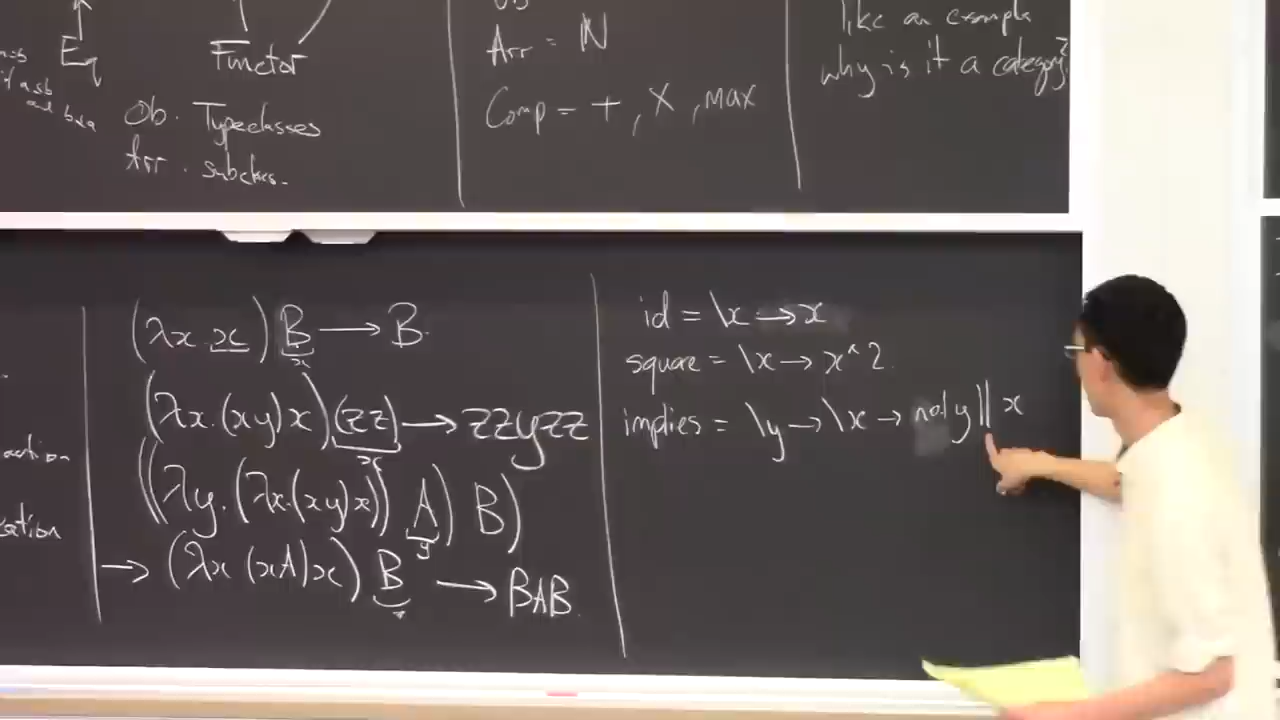 Eq
Functor
Ob. Typeclasses
Arr. subclass.
Arr = ℕ
Comp = +, x, max
like an example
why is it a category?
action
(λx.x) B → B.
x
(λx.(xy)x)(zz) → zzyzz
x
((λy.(λx.(xy)x)) A) B)
y
→ (λx (xA)x) B → BAB.
id = \x → x
square = \x → x^2.
implies = \y → \x → not y || x